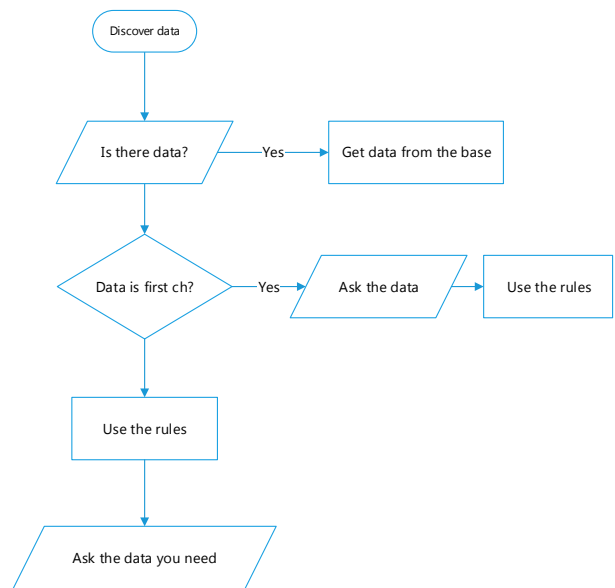 Discover data
Is there data?
Yes
Get data from the base
Data is first ch?
Yes
Ask the data
Use the rules
Use the rules
Ask the data you need